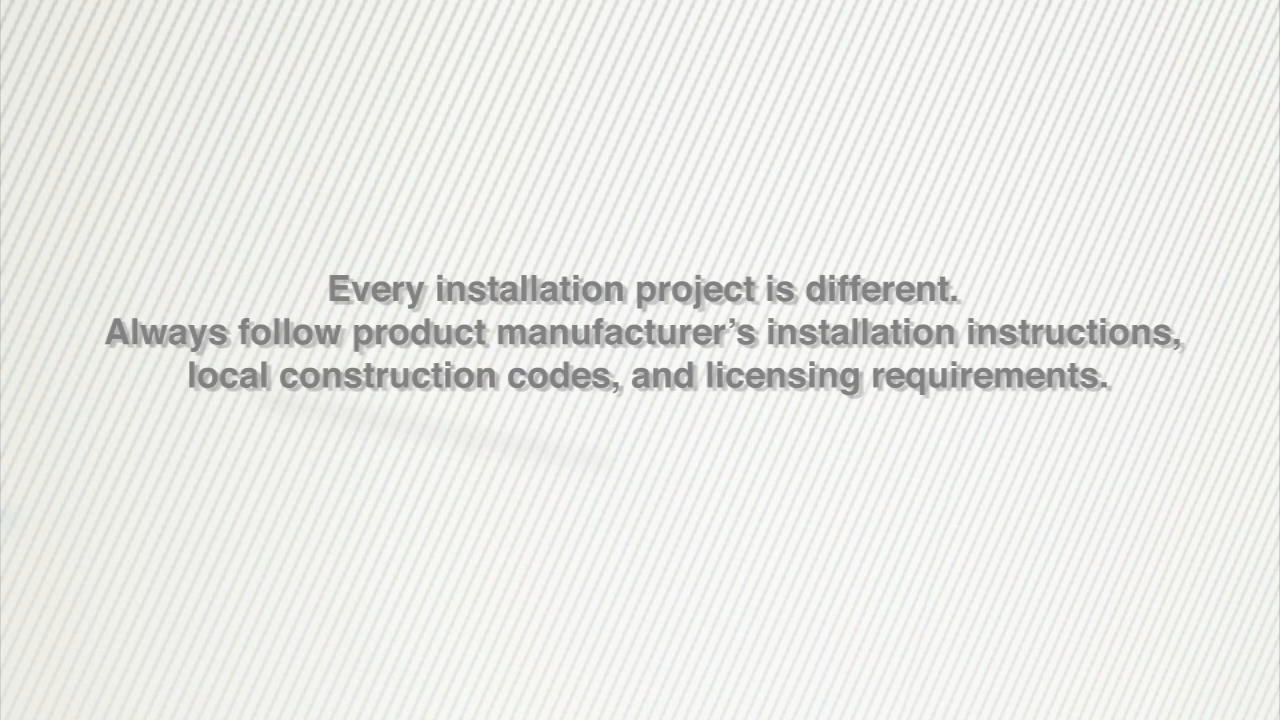 Every installation project is different.
Always follow product manufacturer’s installation instructions,
local construction codes, and licensing requirements.